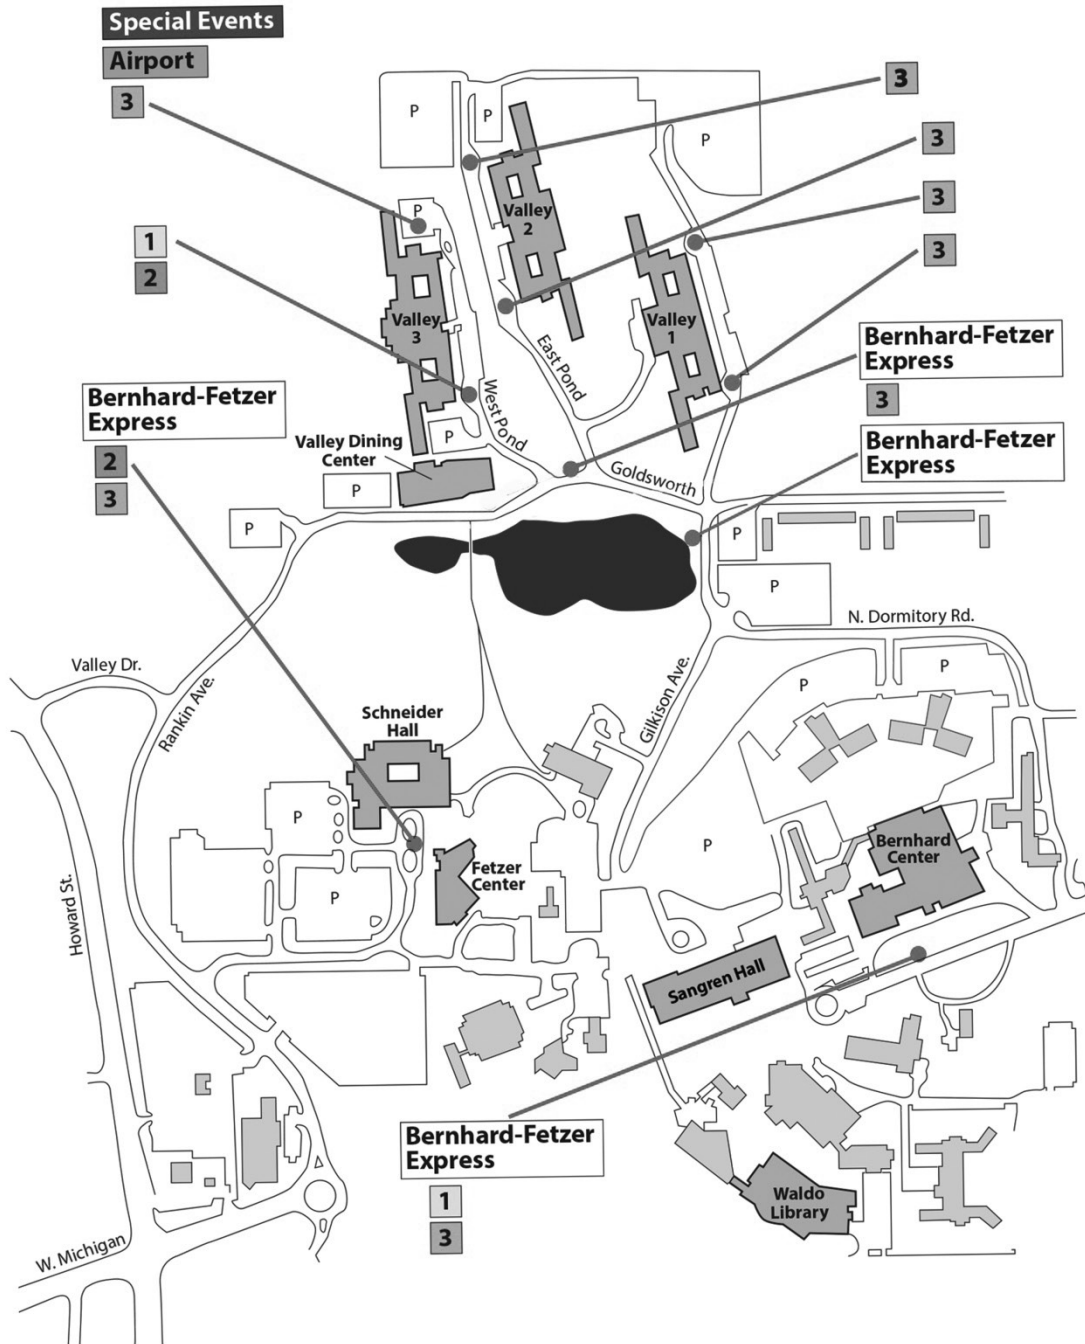 Special Events
Airport
3
3
3
3
3
1
2
P
P
P
P
Valley
2
Valley
3
Valley
1
East Pond
West Pond
Bernhard-Fetzer
Express
3
Bernhard-Fetzer
Express
2
3
Bernhard-Fetzer
Express
Valley Dining
Center
P
P
P
Goldsworth
P
P
N. Dormitory Rd.
Valley Dr.
Rankin Ave.
Gilkison Ave.
P
P
Schneider
Hall
P
P
P
Fetzer
Center
Bernhard
Center
Howard St.
Sangren Hall
Bernhard-Fetzer
Express
1
3
Waldo
Library
W. Michigan